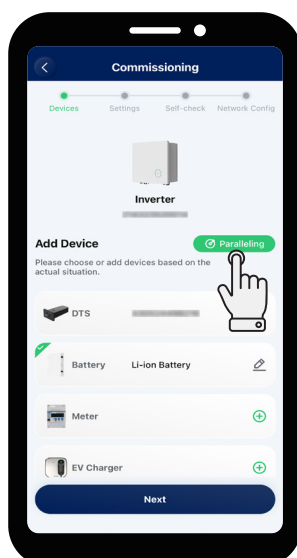 Commissioning
Devices Settings Self-check Network Config
Inverter
Add Device
Paralleling
Please choose or add devices based on the
actual situation.
DTS
Battery Li-ion Battery
Meter
EV Charger
Next